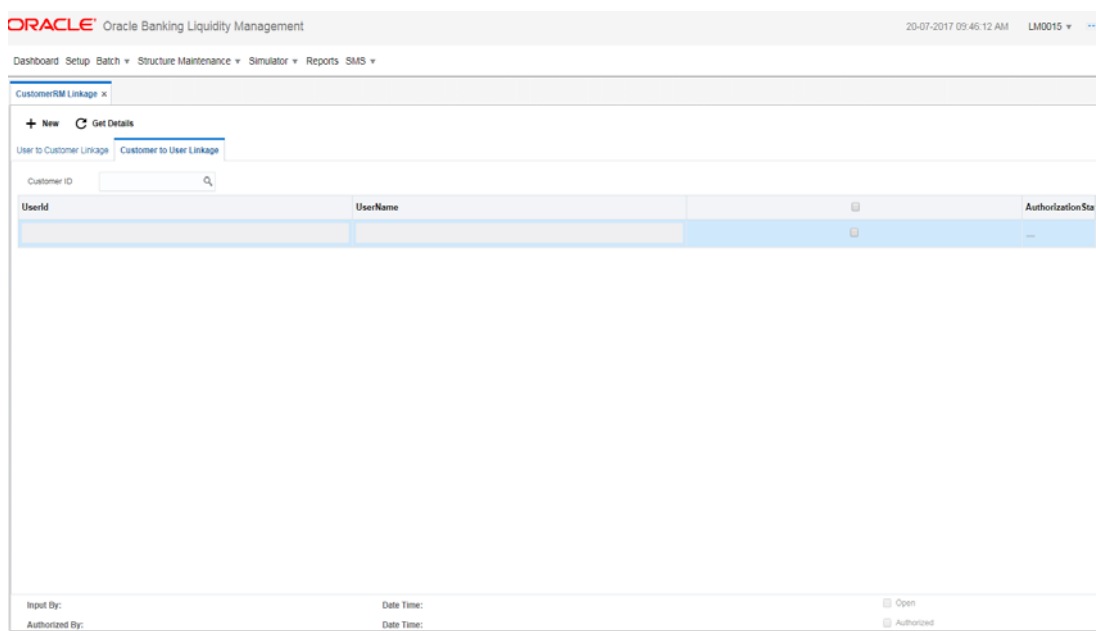 ORACLE® Oracle Banking Liquidity Management 20-07-2017 09:46:12 AM LM0015
Dashboard Setup Batch Structure Maintenance Simulator Reports SMS
CustomerRM Linkage ×
+ New Get Details
User to Customer Linkage Customer to User Linkage
Customer ID
UserId UserName AuthorizationSta
Input By: Date Time: Open
Authorized By: Date Time: Authorized